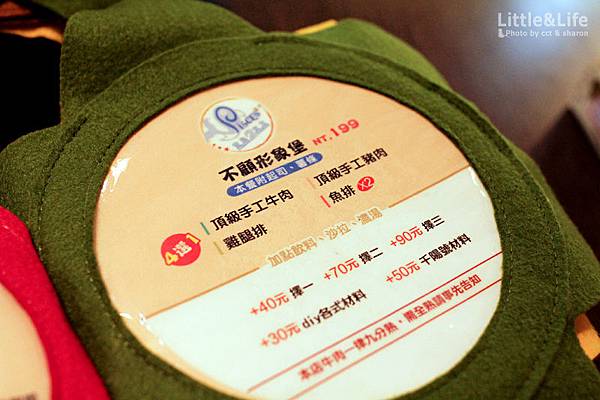 Little&Life
Photo by cct & sharon
Pisces
不顧形象堡 NT.199
本餐附起司、薯條
4選1
頂級手工牛肉
頂級手工豬肉
雞腿排
魚排 X2
加點飲料、沙拉、濃湯
+40元 擇一 +70元 擇二 +90元 擇三
+30元 diy各式材料 +50元 千陽號材料
本店牛肉一律九分熟、需全熟請事先告知